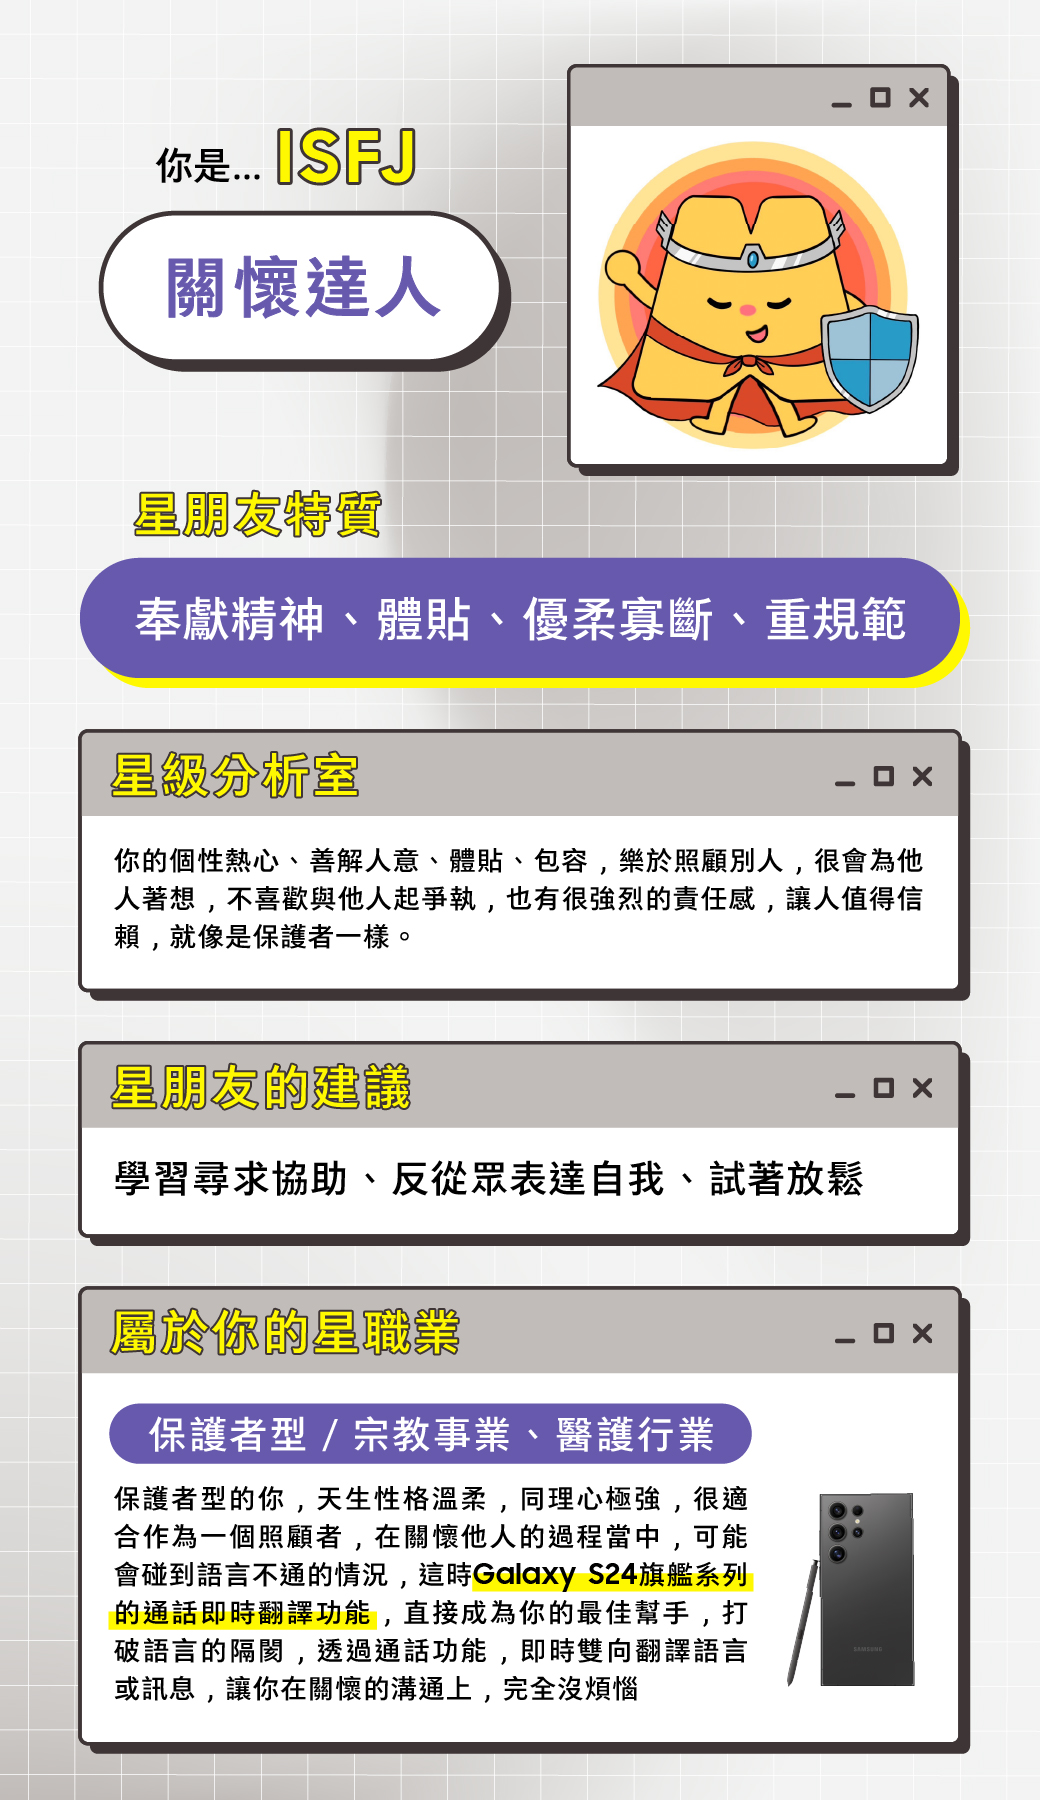 你是... ISFJ
關懷達人
星朋友特質
奉獻精神、體貼、優柔寡斷、重規範
星級分析室
你的個性熱心、善解人意、體貼、包容，樂於照顧別人，很會為他
人著想，不喜歡與他人起爭執，也有很強烈的責任感，讓人值得信
賴，就像是保護者一樣。
星朋友的建議
學習尋求協助、反從眾表達自我、試著放鬆
屬於你的星職業
保護者型 / 宗教事業、醫護行業
保護者型的你，天生性格溫柔，同理心極強，很適
合作為一個照顧者，在關懷他人的過程當中，可能
會碰到語言不通的情況，這時Galaxy S24旗艦系列
的通話即時翻譯功能，直接成為你的最佳幫手，打
破語言的隔閡，透過通話功能，即時雙向翻譯語言
或訊息，讓你在關懷的溝通上，完全沒煩惱
SAMSUNG